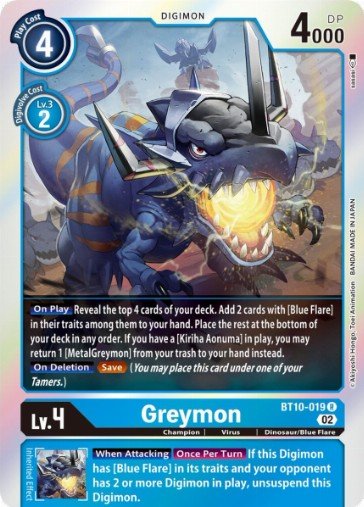 DIGIMON
Play Cost
4
4000
DP
Digivolve Cost
Lv.3
2
© Akiyoshi Hongo, Toei Animation BANDAI MADE IN JAPAN
On Play Reveal the top 4 cards of your deck. Add 2 cards with [Blue Flare]
in their traits among them to your hand. Place the rest at the bottom of
your deck in any order. If you have a [Kiriha Aonuma] in play, you may
return 1 [MetalGreymon] from your trash to your hand instead.
On Deletion Save (You may place this card under one of your
Tamers.)
BT10-019 R
Lv.4
Greymon
02
Champion Virus Dinosaur/Blue Flare
Inherited Effect
When Attacking Once Per Turn If this Digimon
has [Blue Flare] in its traits and your opponent
has 2 or more Digimon in play, unsuspend this
Digimon.